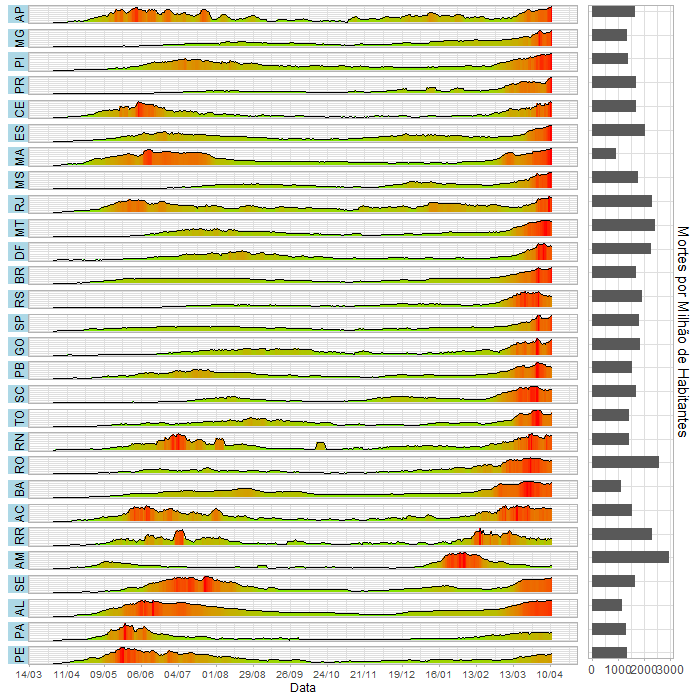 AP
MG
PI
PR
CE
ES
MA
MS
RJ
MT
DF
BR
RS
SP
GO
PB
SC
TO
RN
RO
BA
AC
RR
AM
SE
AL
PA
PE
14/03 11/04 09/05 06/06 04/07 01/08 29/08 26/09 24/10 21/11 19/12 16/01 13/02 13/03 10/04
Data
0 1000 2000 3000
Mortes por Milhão de Habitantes